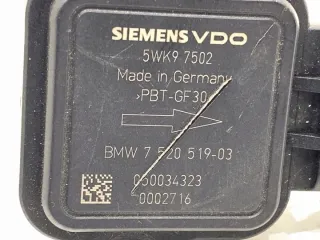 SIEMENS VDO
5WK9 7502
Made in Germany
>PBT-GF30<
BMW 7 520 519-03
050034323
0002716